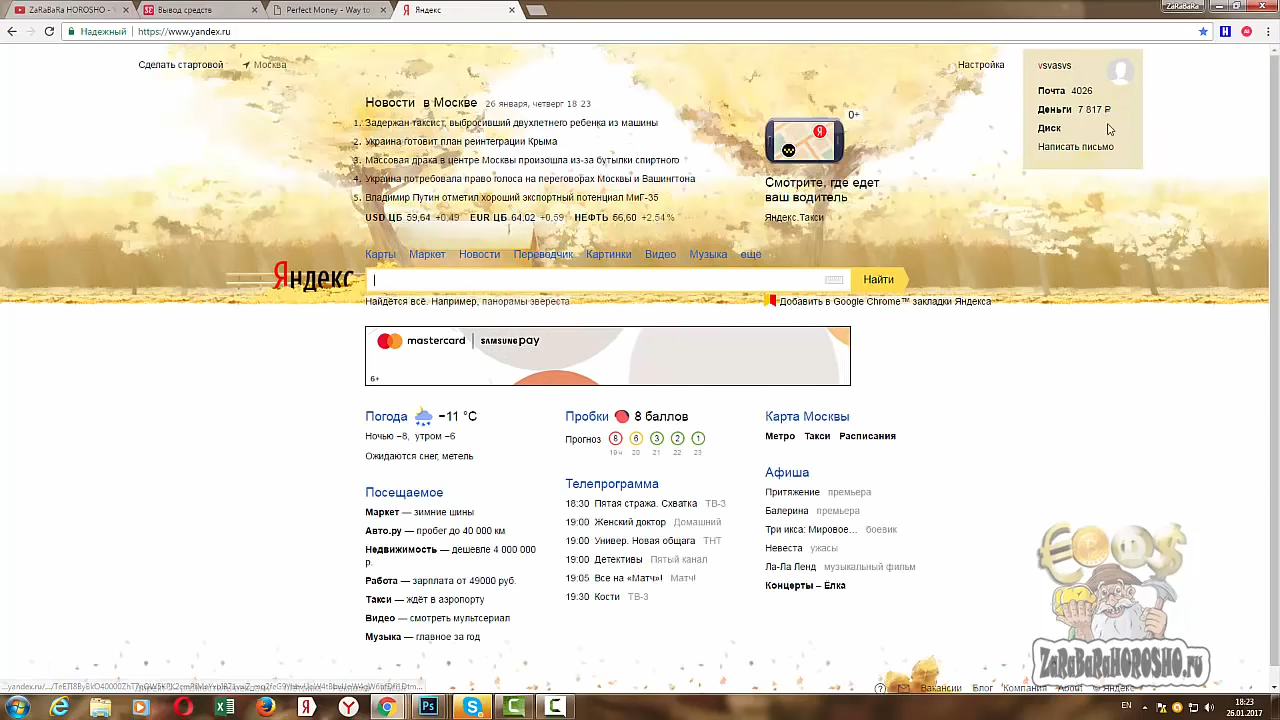 ZaRaBaRa HOROSHO - Y
Вывод средств
Perfect Money - Way to
Яндекс
ZaRaBaRa
Надежный
https://www.yandex.ru
Сделать стартовой
Москва
Настройка
vsvasvs
Почта 4026
Деньги 7 817 ₽
Диск
Написать письмо
Новости в Москве 26 января, четверг 18 23
1. Задержан таксист, выбросивший двухлетнего ребенка из машины
2. Украина готовит план реинтеграции Крыма
3. Массовая драка в центре Москвы произошла из-за бутылки спиртного
4. Украина потребовала право голоса на переговорах Москвы и Вашингтона
5. Владимир Путин отметил хороший экспортный потенциал МиГ-35
USD ЦБ 59,64 +0,49 EUR ЦБ 64,02 +0,59 НЕФТЬ 56,60 +2,54 %
0+
Смотрите, где едет
ваш водитель
Яндекс.Такси
Карты Маркет Новости Переводчик Картинки Видео Музыка ещё
Яндекс
Найти
Найдётся всё. Например, панорамы эвереста
Добавить в Google Chrome™ закладки Яндекса
mastercard | SAMSUNG pay
6+
Погода −11 °C
Ночью −8, утром −6
Ожидаются снег, метель
Посещаемое
Маркет — зимние шины
Авто.ру — пробег до 40 000 км
Недвижимость — дешевле 4 000 000
р.
Работа — зарплата от 49000 руб.
Такси — ждёт в аэропорту
Видео — смотреть мультсериал
Музыка — главное за год
Пробки 8 баллов
Прогноз 8 6 3 2 1
19 ч 20 21 22 23
Телепрограмма
18:30 Пятая стража. Схватка ТВ-3
19:00 Женский доктор Домашний
19:00 Универ. Новая общага ТНТ
19:00 Детективы Пятый канал
19:05 Все на «Матч»! Матч!
19:30 Кости ТВ-3
Карта Москвы
Метро Такси Расписания
Афиша
Притяжение премьера
Балерина премьера
Три икса: Мировое... боевик
Невеста ужасы
Ла-Ла Ленд музыкальный фильм
Концерты – Ёлка
ZaRaBaRaHOROSHO.ru
Вакансии Блог Компания About © Яндекс
EN
18:23
26.01.2017